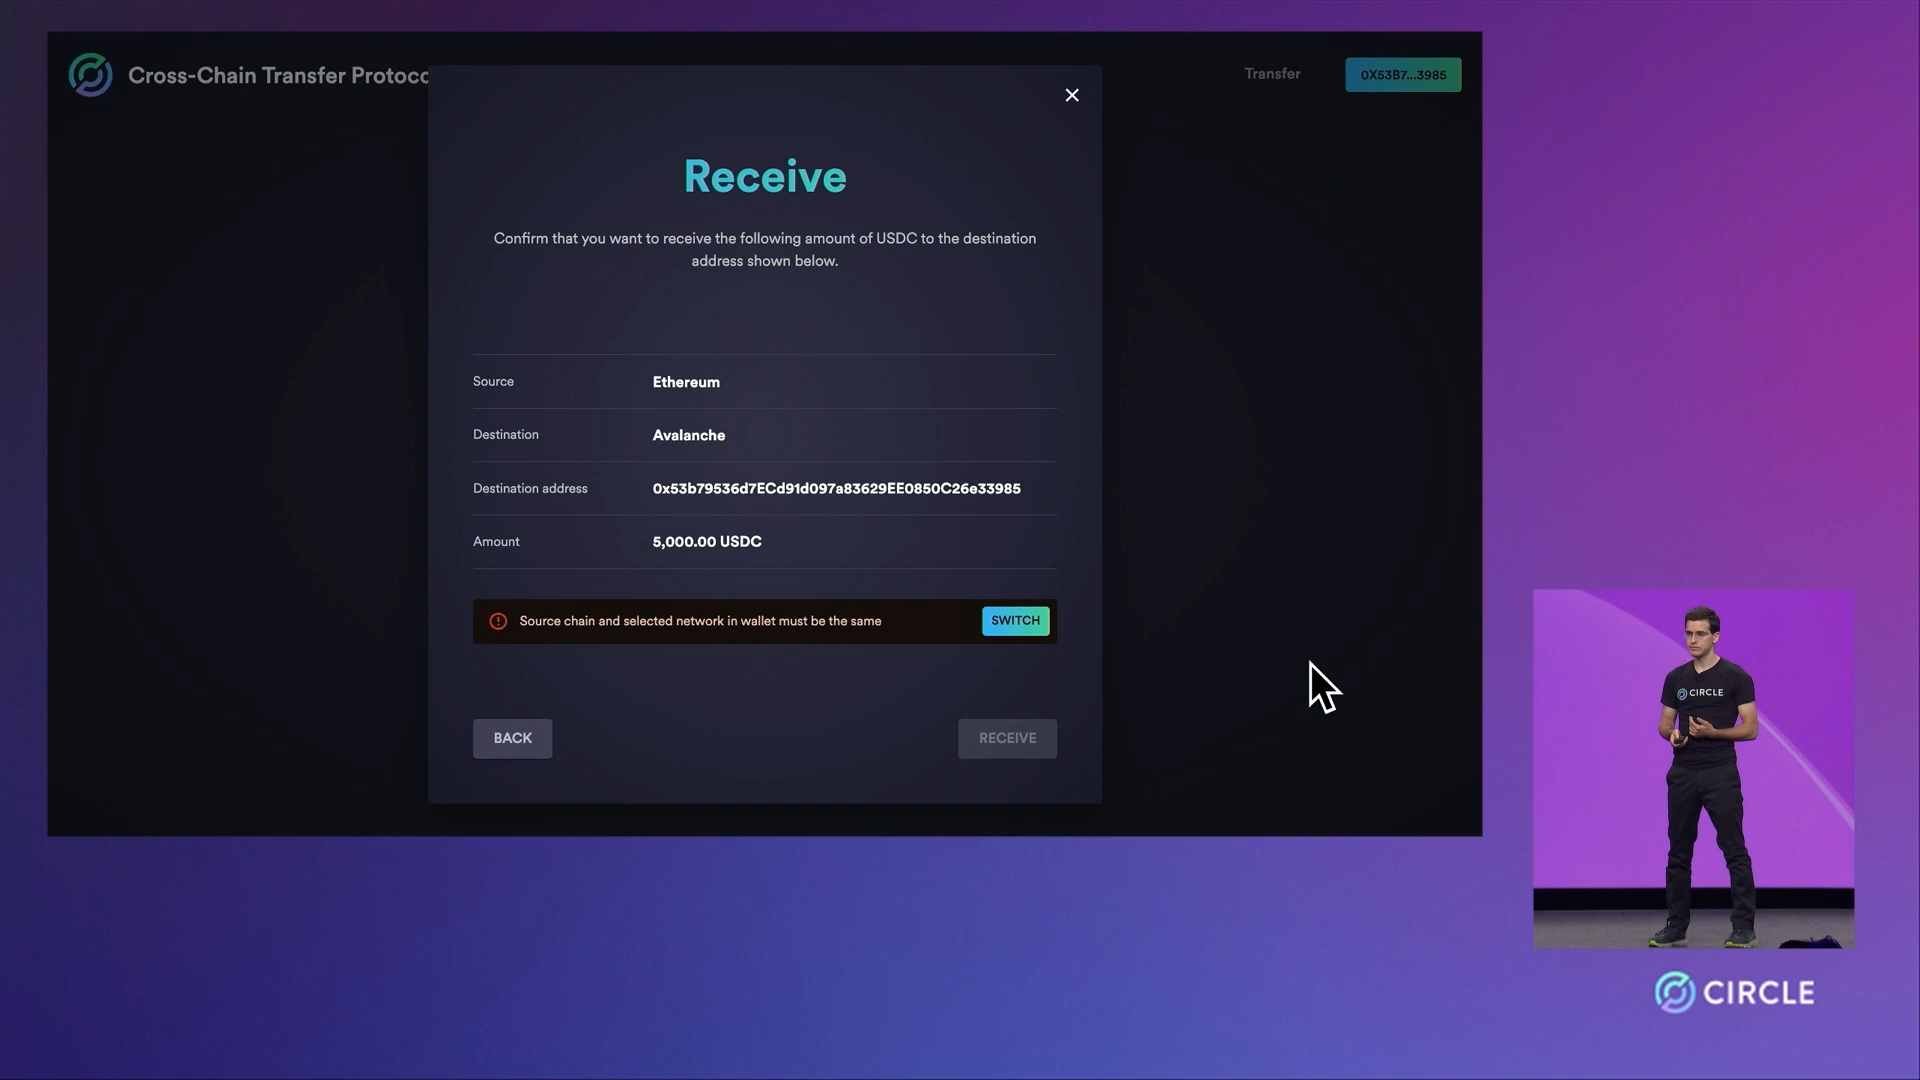 Cross-Chain Transfer Protoco
Transfer
0X53B7...3985
Receive
Confirm that you want to receive the following amount of USDC to the destination
address shown below.
Source
Ethereum
Destination
Avalanche
Destination address
0x53b79536d7ECd91d097a83629EE0850C26e33985
Amount
5,000.00 USDC
Source chain and selected network in wallet must be the same
SWITCH
BACK
RECEIVE
CIRCLE
CIRCLE